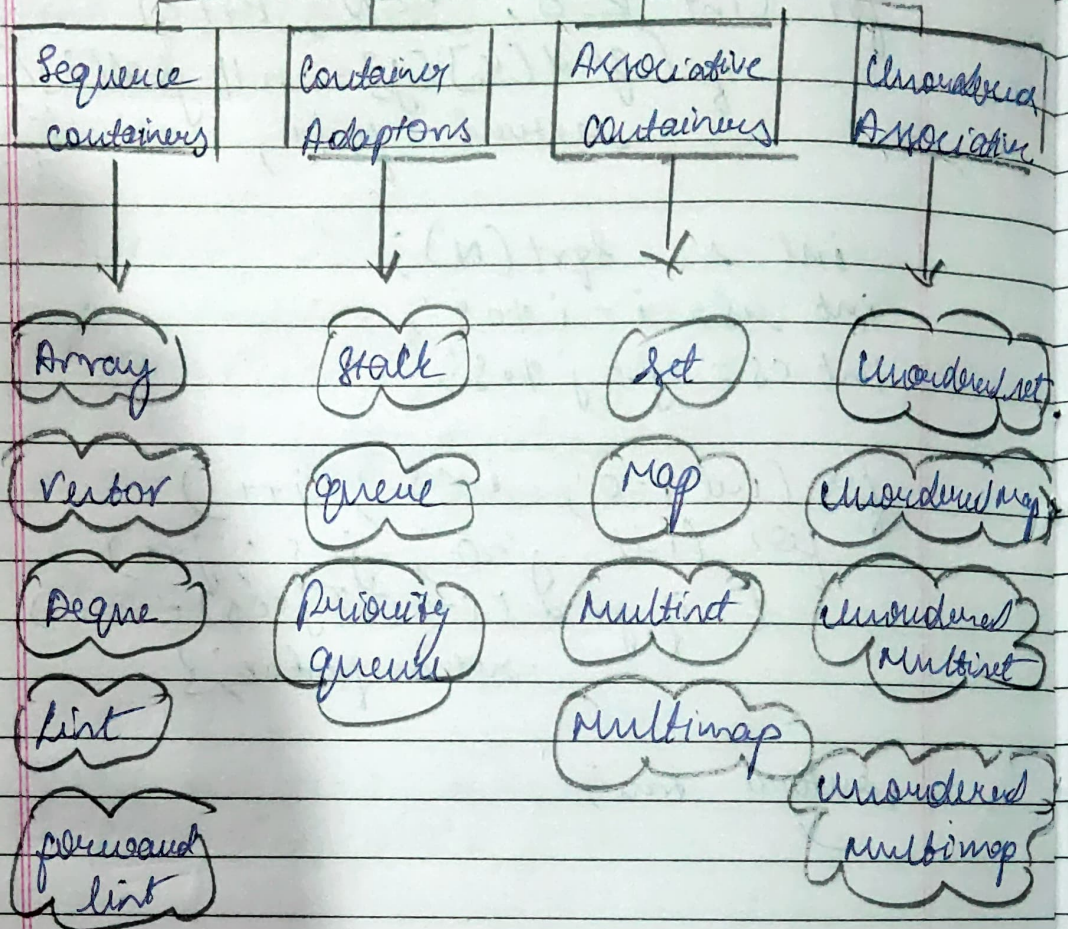 Sequence
containers
Container
Adaptors
Associative
containers
Unordered
Associative
Array
Stack
Set
Unordered set
Vector
queue
Map
Unordered Map
Deque
Priority
queue
Multiset
Unordered
Multiset
List
Multimap
Unordered
Multimap
forward
list